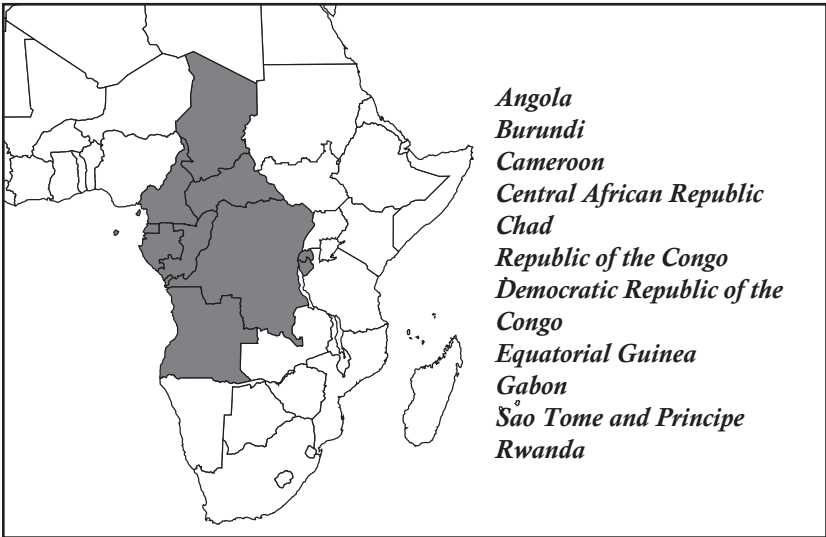 Angola
Burundi
Cameroon
Central African Republic
Chad
Republic of the Congo
Democratic Republic of the
Congo
Equatorial Guinea
Gabon
Sao Tome and Principe
Rwanda